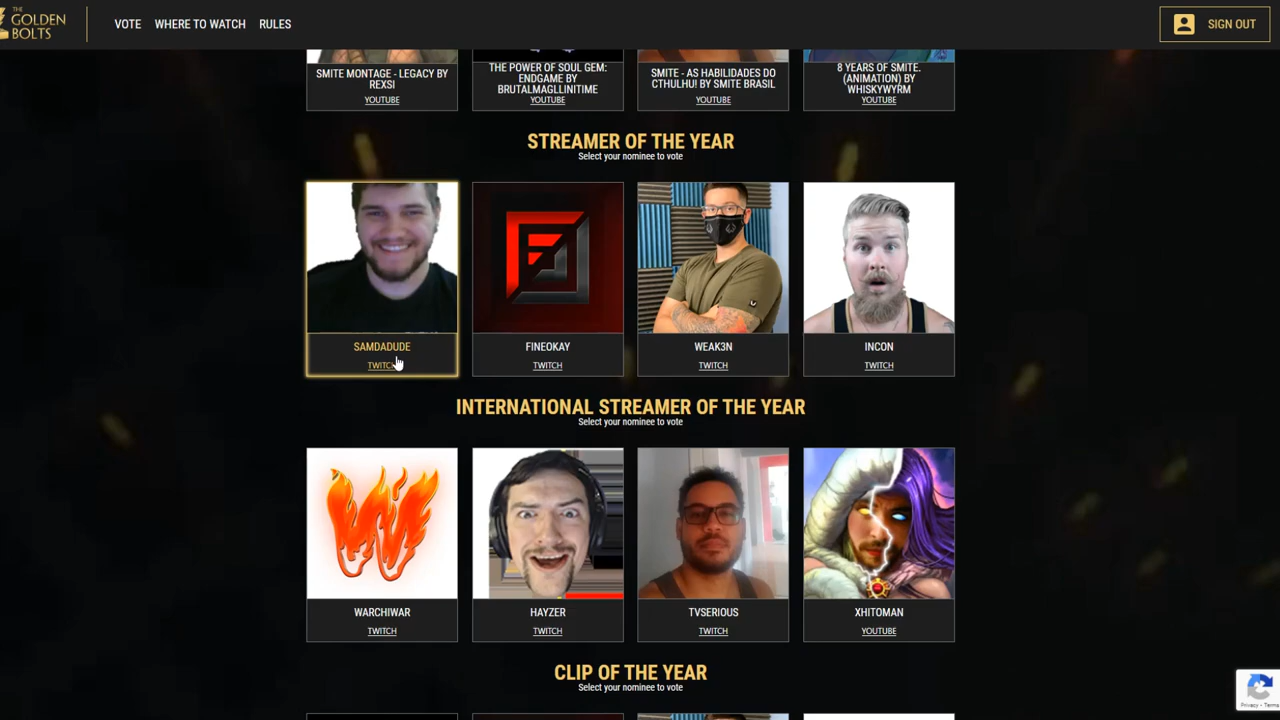 THE
GOLDEN
BOLTS
VOTE
WHERE TO WATCH
RULES
SIGN OUT
SMITE MONTAGE - LEGACY BY
REXSI
YOUTUBE
THE POWER OF SOUL GEM:
ENDGAME BY
BRUTALMAGLLINITIME
YOUTUBE
SMITE - AS HABILIDADES DO
CTHULHU! BY SMITE BRASIL
YOUTUBE
8 YEARS OF SMITE.
(ANIMATION) BY
WHISKYWYRM
YOUTUBE
STREAMER OF THE YEAR
Select your nominee to vote
SAMDADUDE
TWITCH
FINEOKAY
TWITCH
WEAK3N
TWITCH
INCON
TWITCH
INTERNATIONAL STREAMER OF THE YEAR
Select your nominee to vote
WARCHIWAR
TWITCH
HAYZER
TWITCH
TVSERIOUS
TWITCH
XHITOMAN
YOUTUBE
CLIP OF THE YEAR
Select your nominee to vote
Privacy - Terms